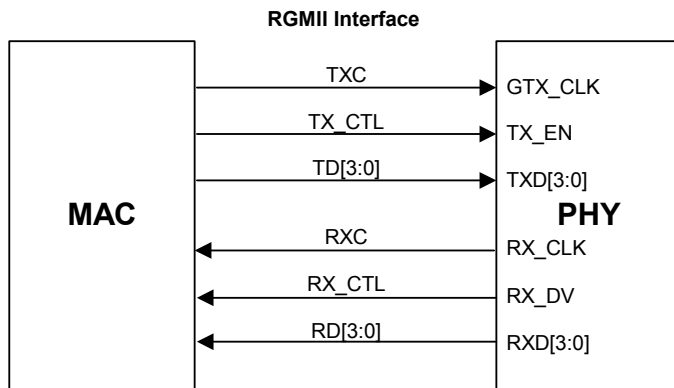 RGMII Interface
TXC
GTX_CLK
TX_CTL
TX_EN
TD[3:0]
TXD[3:0]
MAC
PHY
RXC
RX_CLK
RX_CTL
RX_DV
RD[3:0]
RXD[3:0]